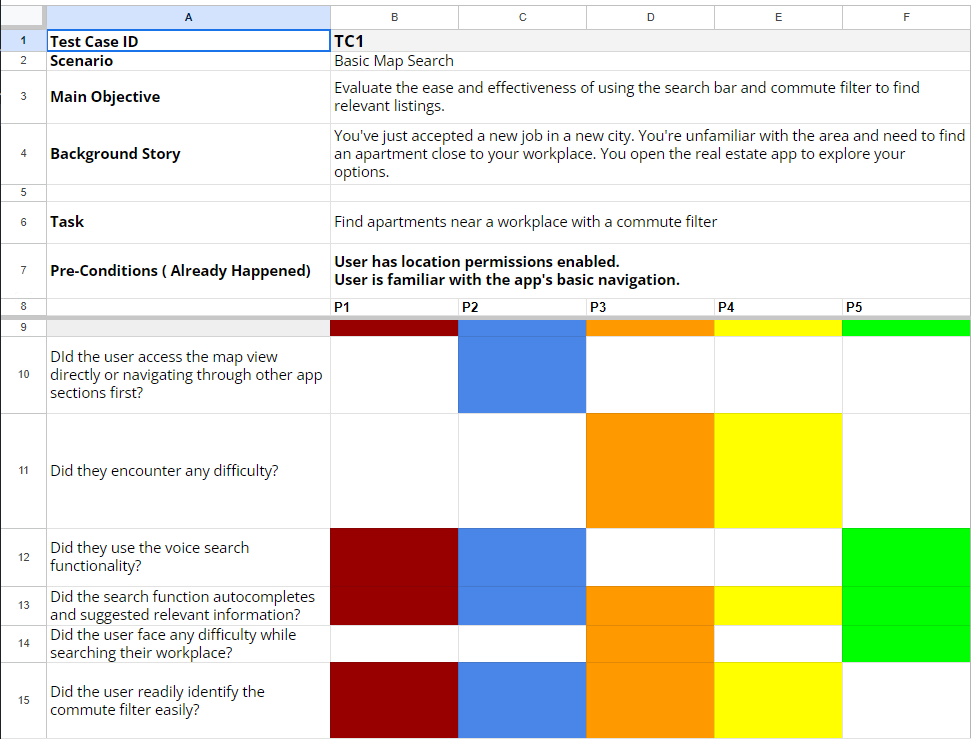 A B C D E F
1 Test Case ID TC1
2 Scenario Basic Map Search
3 Main Objective Evaluate the ease and effectiveness of using the search bar and commute filter to find
relevant listings.
4 Background Story You've just accepted a new job in a new city. You're unfamiliar with the area and need to find
an apartment close to your workplace. You open the real estate app to explore your
options.
5
6 Task Find apartments near a workplace with a commute filter
7 Pre-Conditions ( Already Happened) User has location permissions enabled.
User is familiar with the app's basic navigation.
8 P1 P2 P3 P4 P5
9
10 DId the user access the map view
directly or navigating through other app
sections first?
11 Did they encounter any difficulty?
12 Did they use the voice search
functionality?
13 Did the search function autocompletes
and suggested relevant information?
14 Did the user face any difficulty while
searching their workplace?
15 Did the user readily identify the
commute filter easily?